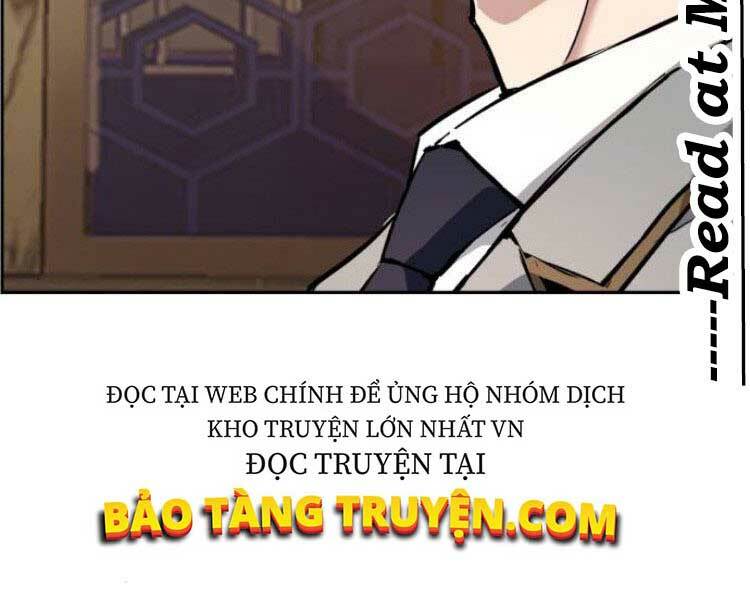 -----Read at M
ĐỌC TẠI WEB CHÍNH ĐỂ ỦNG HỘ NHÓM DỊCH
KHO TRUYỆN LỚN NHẤT VN
ĐỌC TRUYỆN TẠI
BẢO TÀNG TRUYỆN.COM